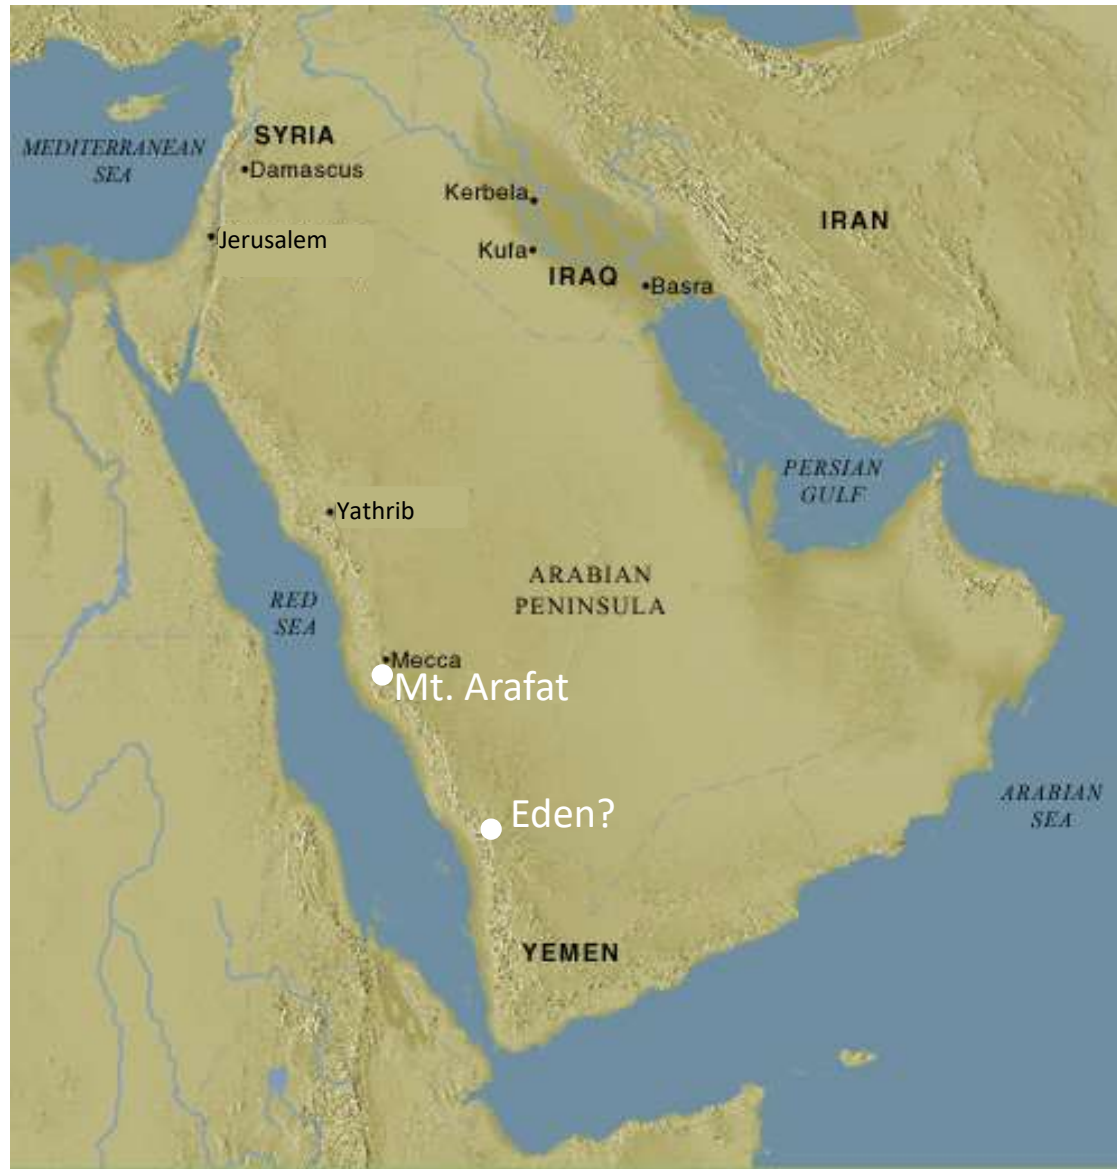 SYRIA
MEDITERRANEAN
SEA
•Damascus
Kerbela•
IRAN
•Jerusalem
Kufa•
IRAQ
•Basra
PERSIAN
GULF
•Yathrib
ARABIAN
PENINSULA
RED
SEA
•Mecca
Mt. Arafat
Eden?
ARABIAN
SEA
YEMEN